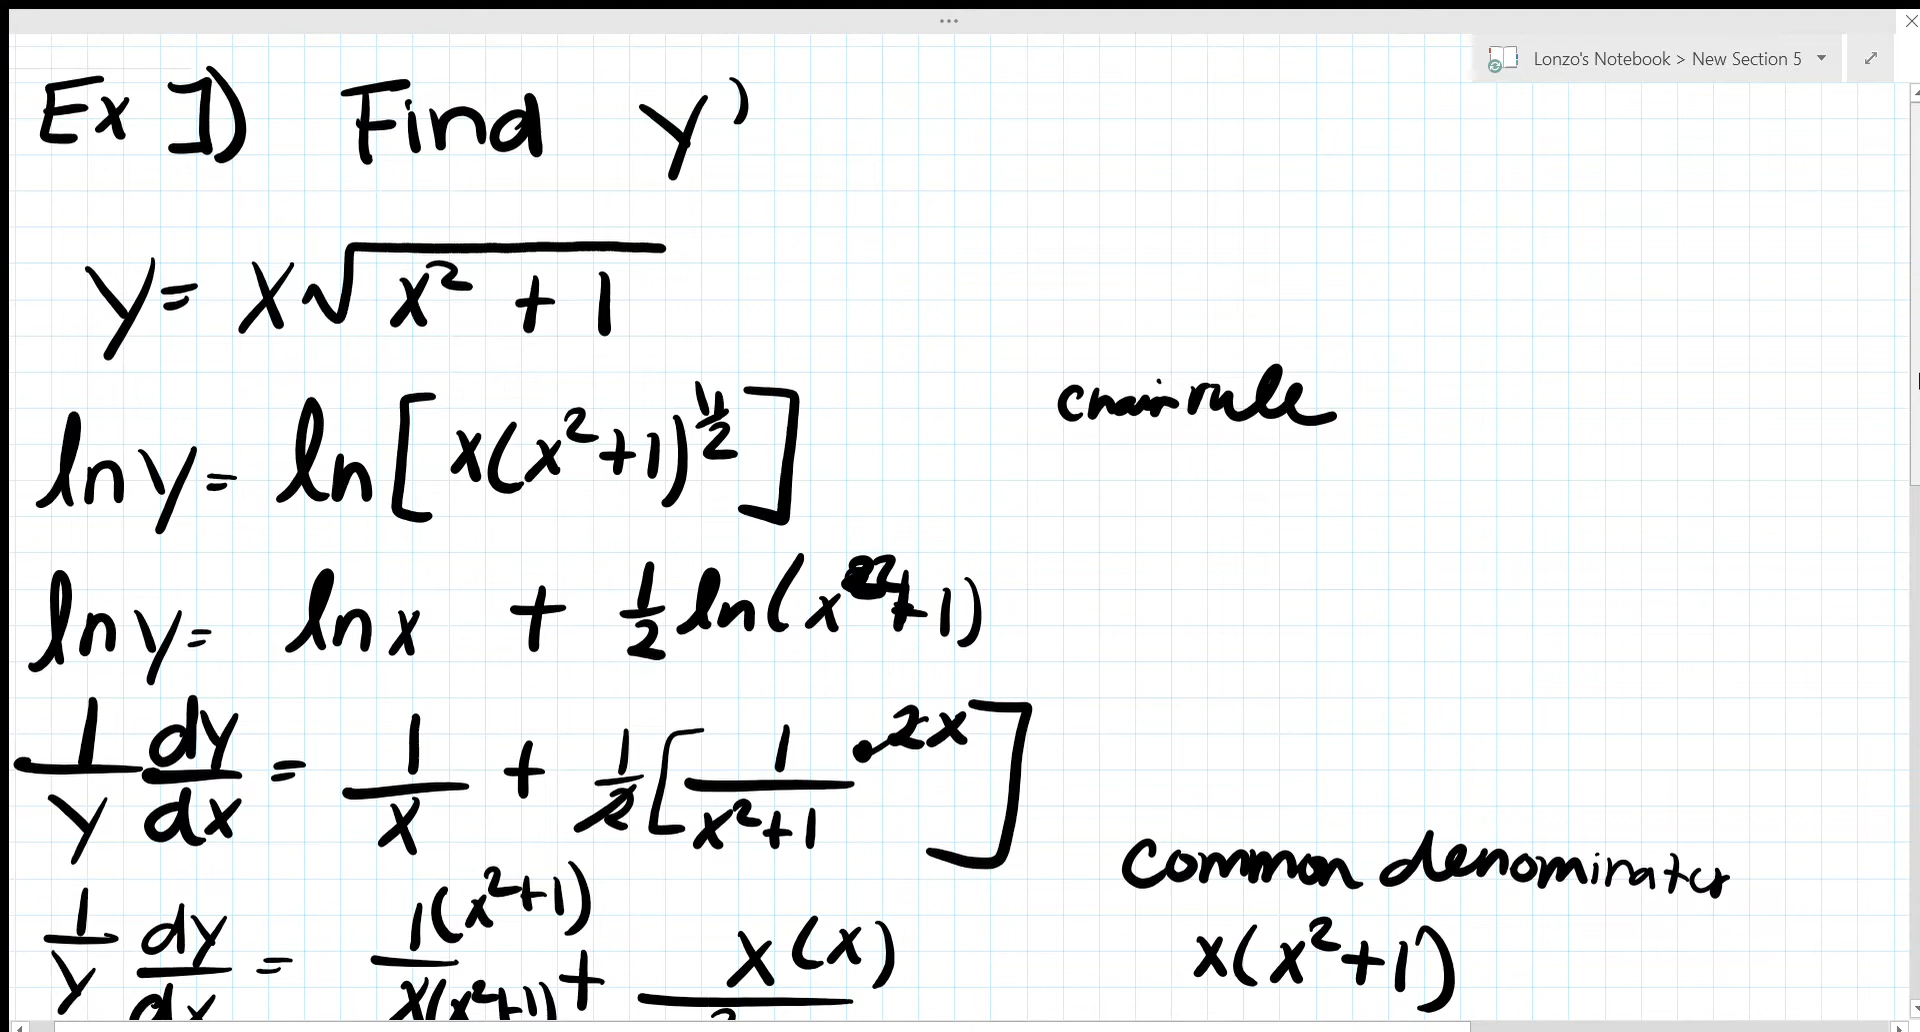 Lonzo's Notebook > New Section 5
Ex 1) Find y'
y = x√(x² + 1)
ln y = ln [x(x²+1)^½]
chain rule
ln y = ln x + ½ ln(x²+1)
1/y dy/dx = 1/x + ½ [1/(x²+1) · 2x]
common denominator
1/y dy/dx = 1(x²+1)/x(x²+1) + x(x)
x(x²+1)